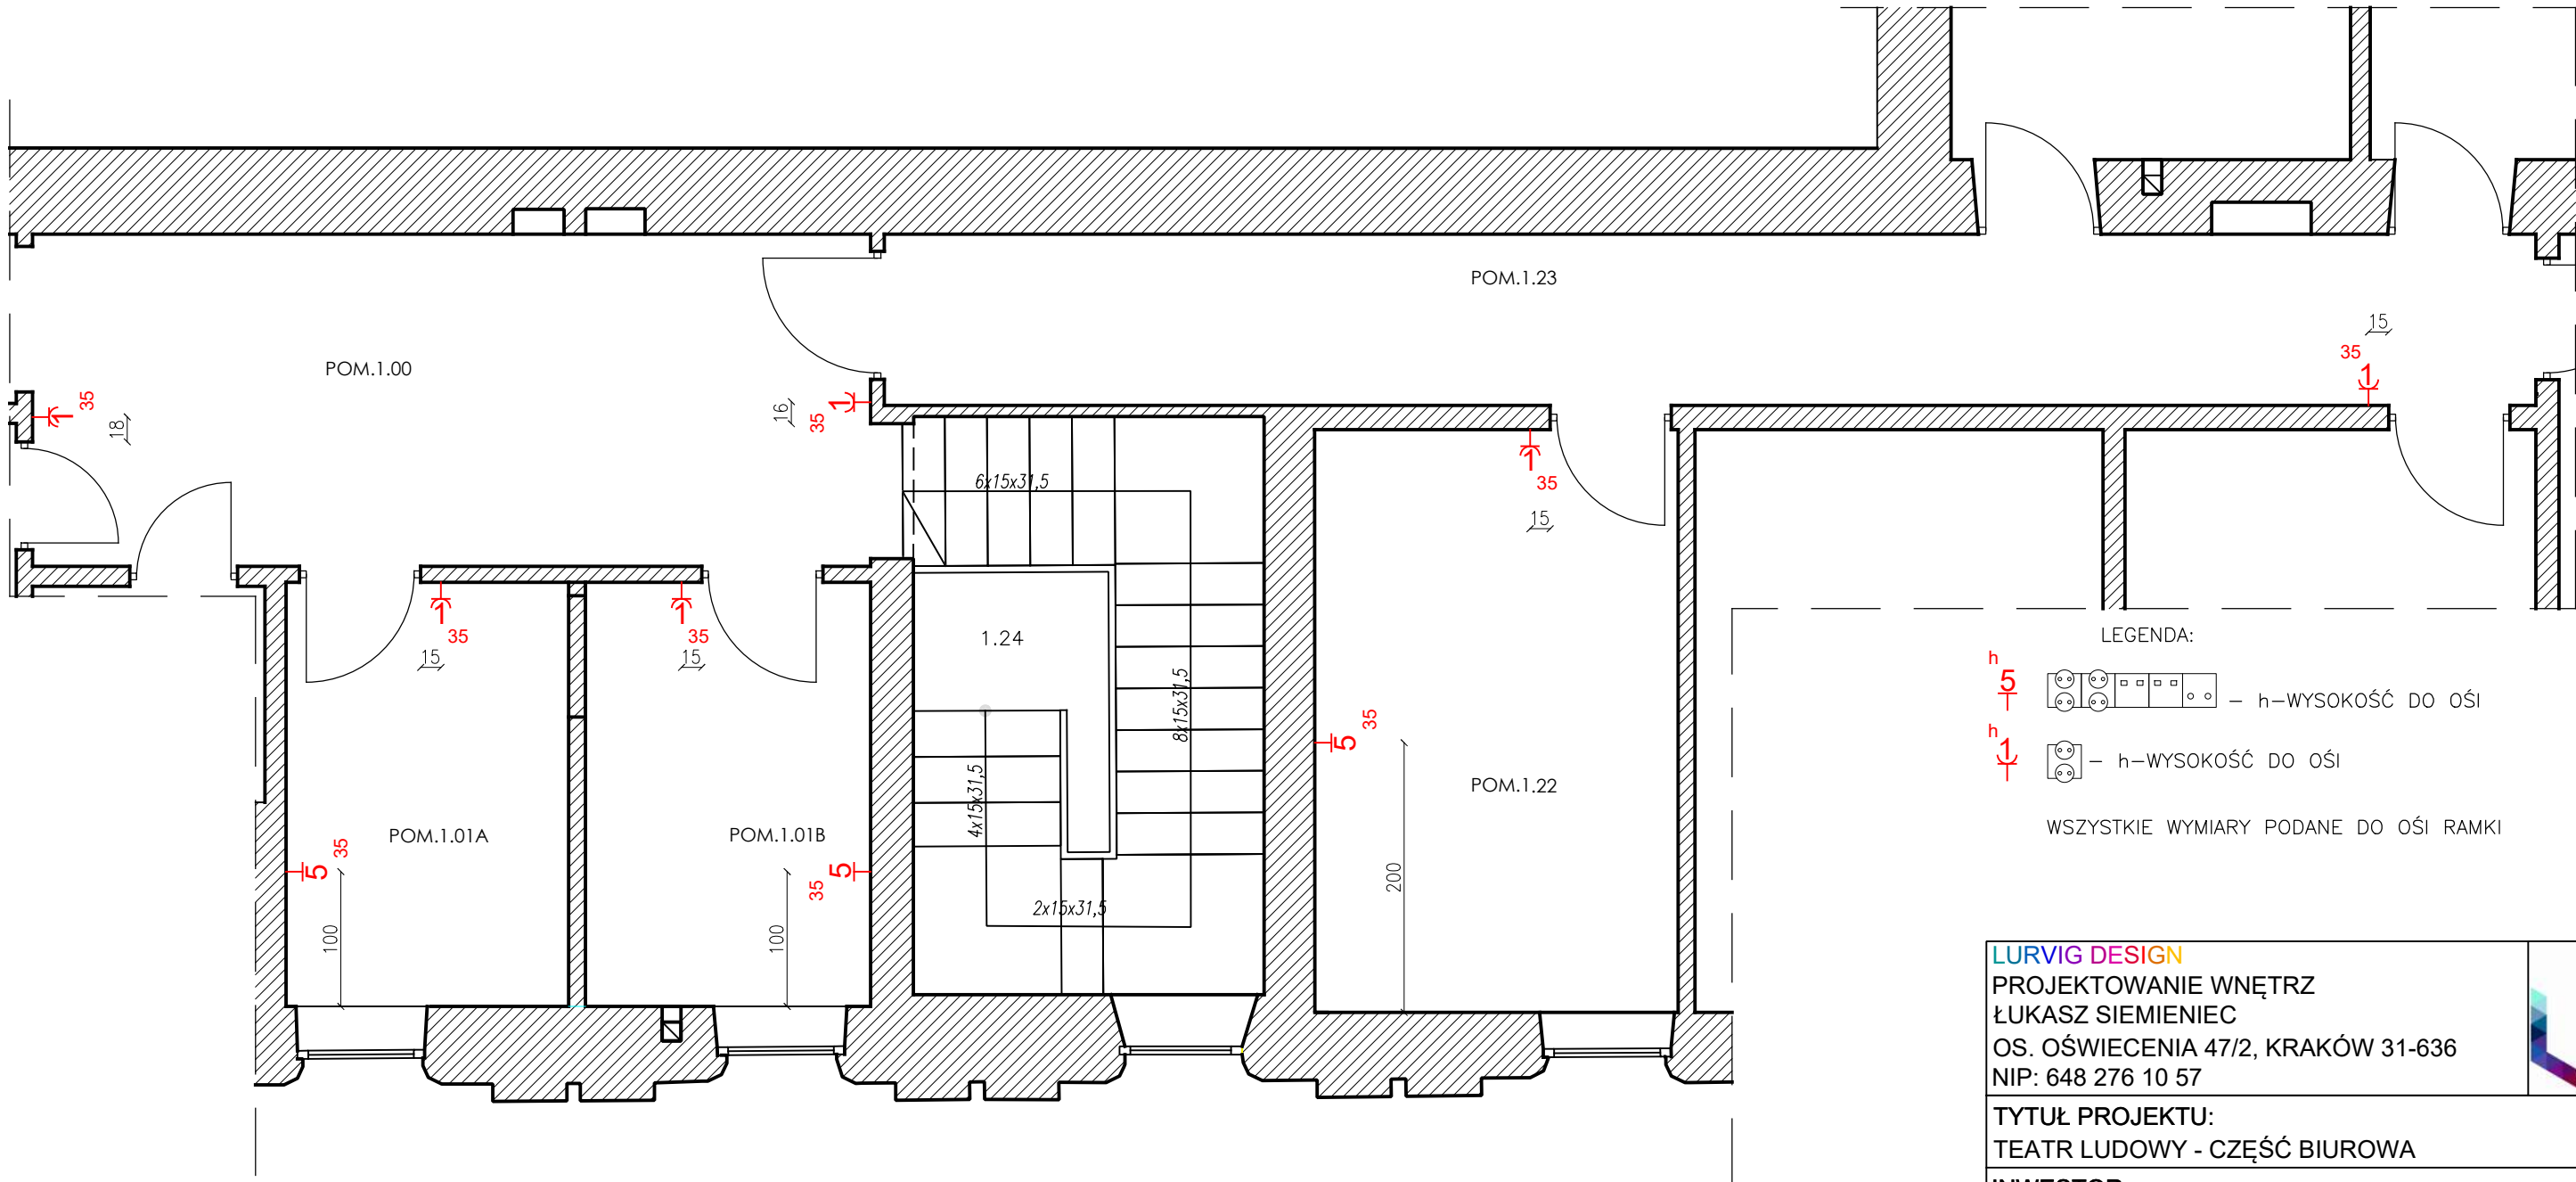 POM.1.23
15
35
1
POM.1.00
1 35
18
16
35 1
1
35
15
6x15x31,5
1
35
15
1
35
15
1.24
8x15x31,5
4x15x31,5
2x15x31,5
5 35
POM.1.22
200
POM.1.01A
5 35
100
POM.1.01B
35 5
100
LEGENDA:
h
5
– h–WYSOKOŚĆ DO OŚI
h
1
– h–WYSOKOŚĆ DO OŚI
WSZYSTKIE WYMIARY PODANE DO OŚI RAMKI
LURVIG DESIGN
PROJEKTOWANIE WNĘTRZ
ŁUKASZ SIEMIENIEC
OS. OŚWIECENIA 47/2, KRAKÓW 31-636
NIP: 648 276 10 57
TYTUŁ PROJEKTU:
TEATR LUDOWY - CZĘŚĆ BIUROWA